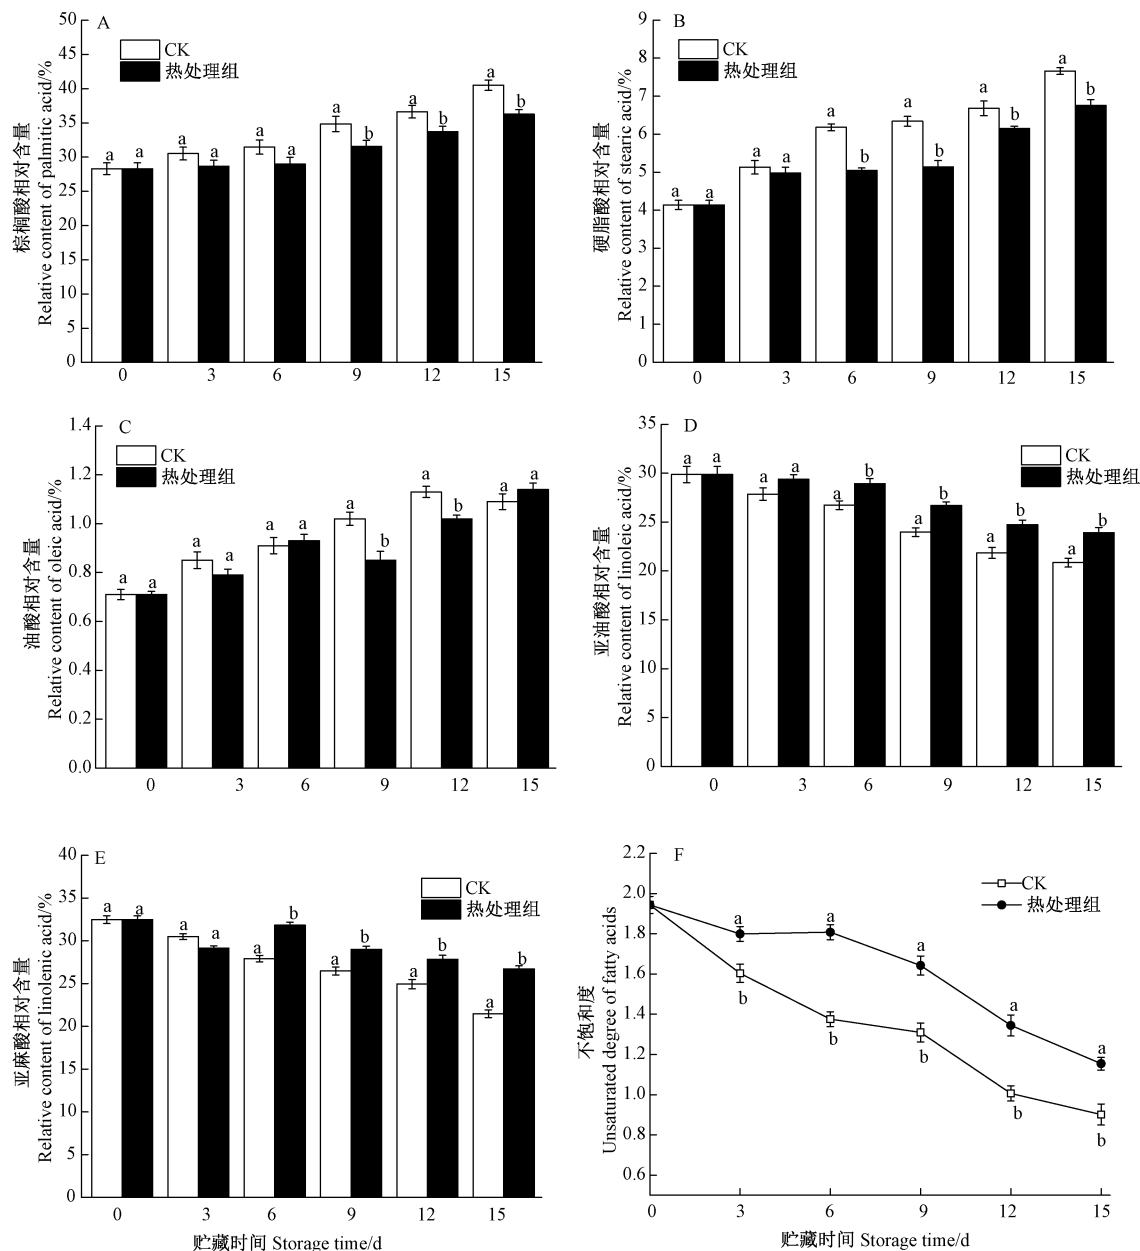 A
CK
热处理组
棕榈酸相对含量
Relative content of palmitic acid/%
50
45
40
35
30
25
20
15
10
5
0
a a a a a a a b a b a b
0 3 6 9 12 15
B
CK
热处理组
硬脂酸相对含量
Relative content of stearic acid/%
9
8
7
6
5
4
3
2
1
0
a a a a a b a b a b a b
0 3 6 9 12 15
C
CK
热处理组
油酸相对含量
Relative content of oleic acid/%
1.4
1.2
1.0
0.8
0.6
0.4
0.2
0.0
a a a a a a a b a b a a
0 3 6 9 12 15
D
CK
热处理组
亚油酸相对含量
Relative content of linoleic acid/%
35
30
25
20
15
10
5
0
a a a a a b a b a b a b
0 3 6 9 12 15
E
CK
热处理组
亚麻酸相对含量
Relative content of linolenic acid/%
40
35
30
25
20
15
10
5
0
a a a a a b a b a b a b
0 3 6 9 12 15
贮藏时间 Storage time/d
F
CK
热处理组
不饱和度
Unsaturated degree of fatty acids
2.2
2.0
1.8
1.6
1.4
1.2
1.0
0.8
0.6
a a a a a
b b b b b
0 3 6 9 12 15
贮藏时间 Storage time/d